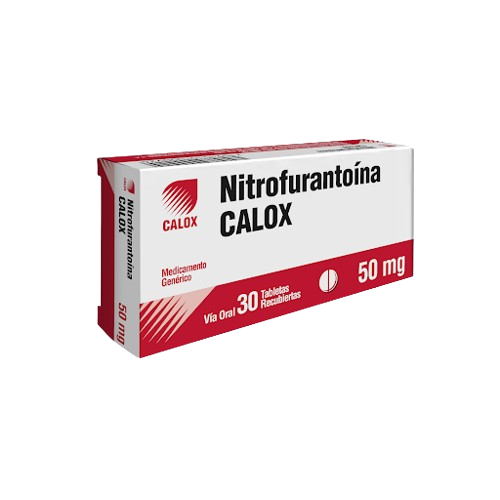 CALOX
Nitrofurantoína
CALOX
Medicamento
Genérico
Vía Oral 30 Tabletas
Recubiertas
50 mg
Nitrofurantoína
CALOX
50 mg